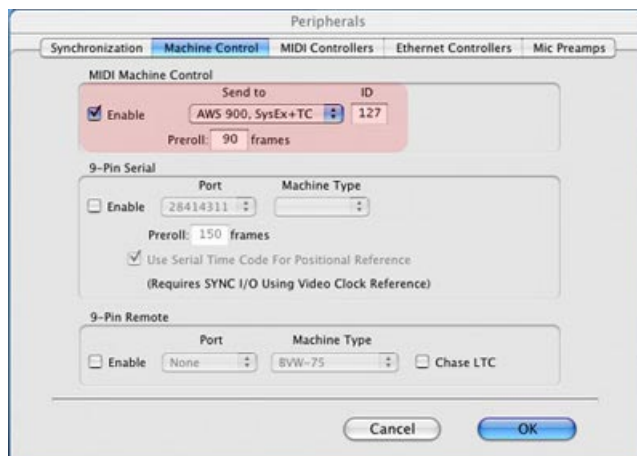 Peripherals
Synchronization Machine Control MIDI Controllers Ethernet Controllers Mic Preamps
MIDI Machine Control
Send to ID
Enable AWS 900, SysEx+TC 127
Preroll: 90 frames
9-Pin Serial
Port Machine Type
Enable 28414311
Preroll: 150 frames
Use Serial Time Code For Positional Reference
(Requires SYNC I/O Using Video Clock Reference)
9-Pin Remote
Port Machine Type
Enable None BVW-75 Chase LTC
Cancel OK